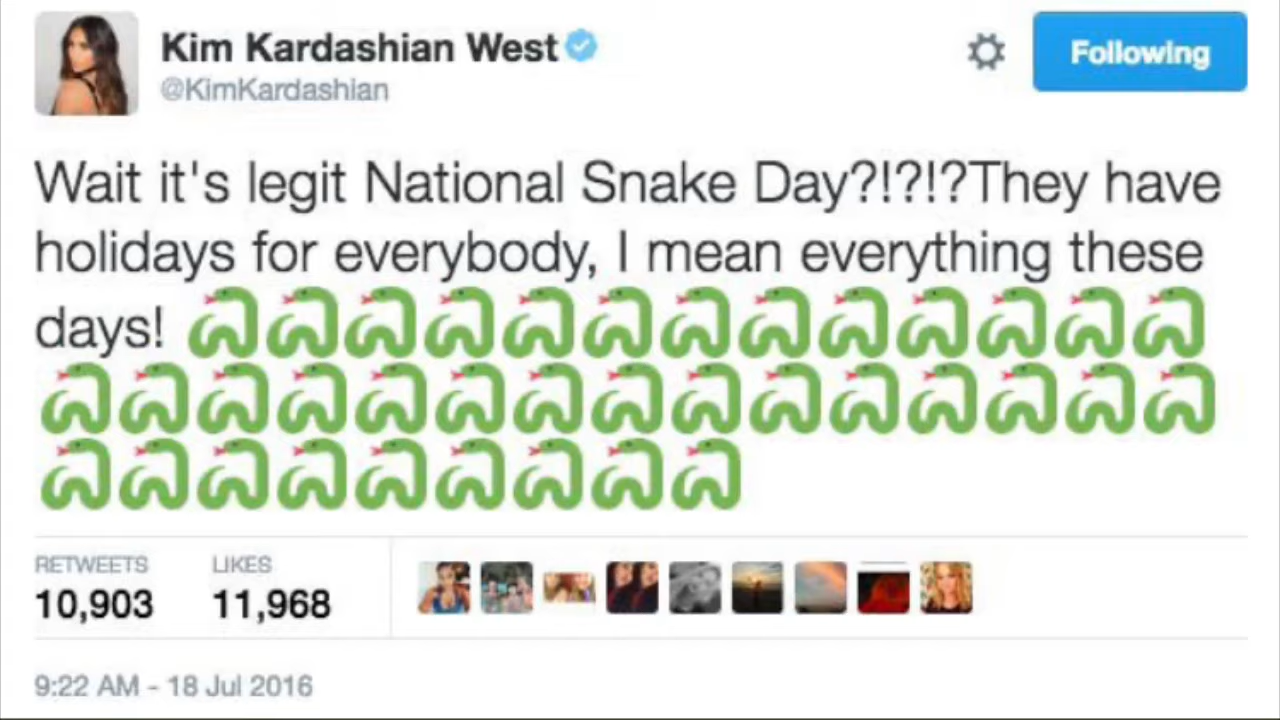 Kim Kardashian West
@KimKardashian
Following
Wait it's legit National Snake Day?!?!?They have
holidays for everybody, I mean everything these
days! 🐍🐍🐍🐍🐍🐍🐍🐍🐍🐍🐍🐍🐍
🐍🐍🐍🐍🐍🐍🐍🐍🐍🐍🐍🐍🐍🐍🐍
🐍🐍🐍🐍🐍🐍🐍🐍🐍
RETWEETS LIKES
10,903 11,968
9:22 AM - 18 Jul 2016